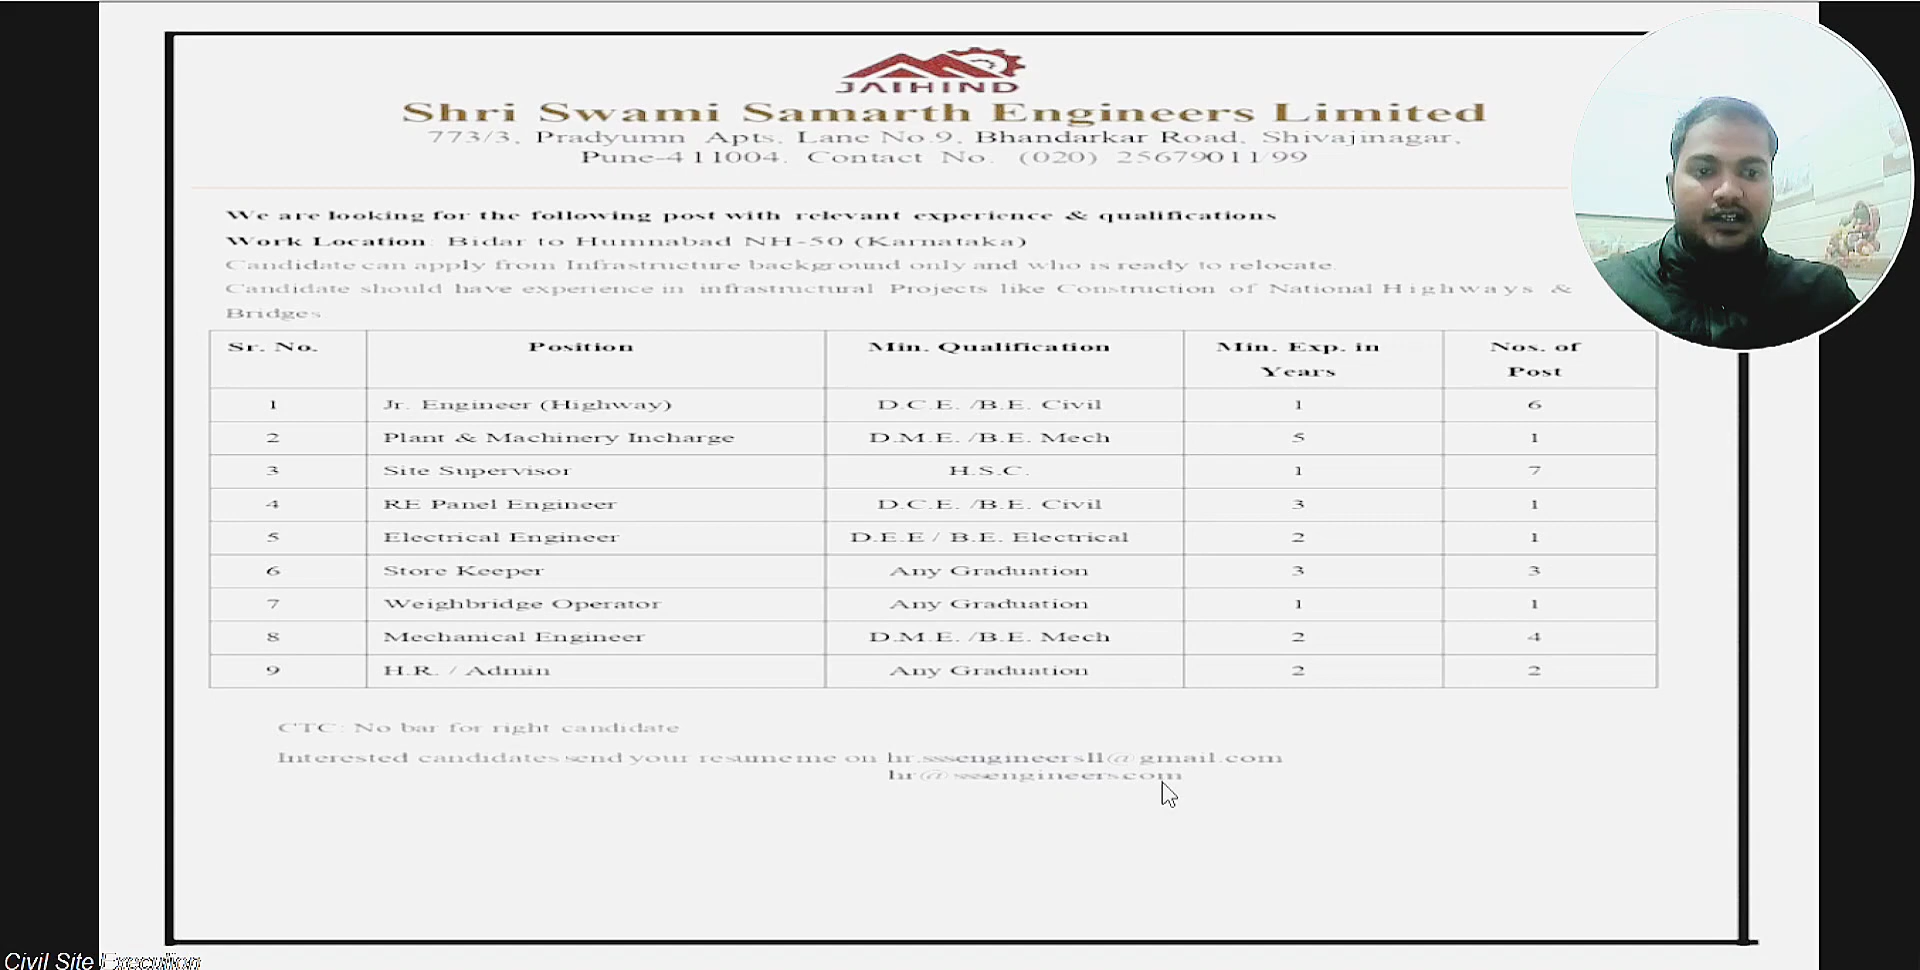 JAIHIND
Shri Swami Samarth Engineers Limited
773/3, Pradyumn Apts, Lane No.9, Bhandarkar Road, Shivajinagar,
Pune-411004. Contact No. (020) 25679011/99
We are looking for the following post with relevant experience & qualifications
Work Location: Bidar to Humnabad NH-50 (Karnataka)
Candidate can apply from Infrastructure background only and who is ready to relocate.
Candidate should have experience in infrastructural Projects like Construction of National Highways &
Bridges
Sr. No. Position Min. Qualification Min. Exp. in Years Nos. of Post
1 Jr. Engineer (Highway) D.C.E. /B.E. Civil 1 6
2 Plant & Machinery Incharge D.M.E. /B.E. Mech 5 1
3 Site Supervisor H.S.C. 1 7
4 RE Panel Engineer D.C.E. /B.E. Civil 3 1
5 Electrical Engineer D.E.E / B.E. Electrical 2 1
6 Store Keeper Any Graduation 3 3
7 Weighbridge Operator Any Graduation 1 1
8 Mechanical Engineer D.M.E. /B.E. Mech 2 4
9 H.R. / Admin Any Graduation 2 2
CTC: No bar for right candidate
Interested candidates send your resumeme on hr.sssengineersll@gmail.com
hr@sssengineers.com
Civil Site Execution